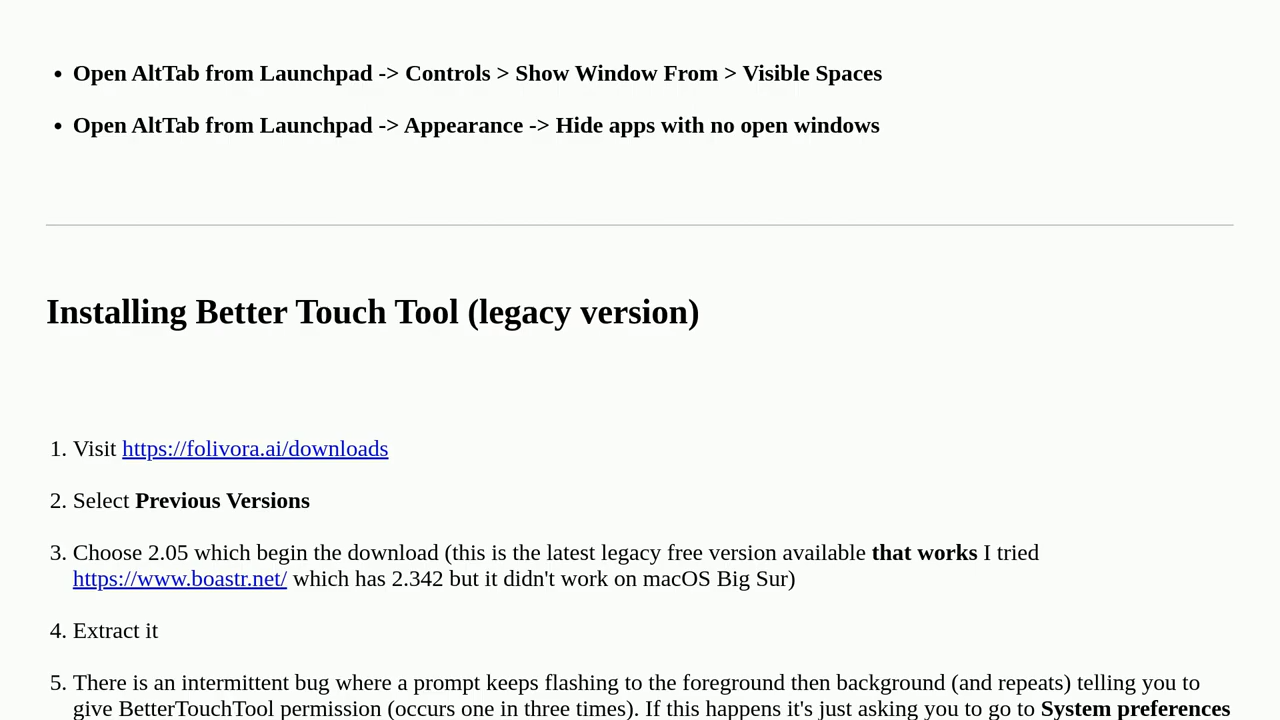 • Open AltTab from Launchpad -> Controls > Show Window From > Visible Spaces
• Open AltTab from Launchpad -> Appearance -> Hide apps with no open windows
Installing Better Touch Tool (legacy version)
1. Visit https://folivora.ai/downloads
2. Select Previous Versions
3. Choose 2.05 which begin the download (this is the latest legacy free version available that works I tried
https://www.boastr.net/ which has 2.342 but it didn't work on macOS Big Sur)
4. Extract it
5. There is an intermittent bug where a prompt keeps flashing to the foreground then background (and repeats) telling you to
give BetterTouchTool permission (occurs one in three times). If this happens it's just asking you to go to System preferences